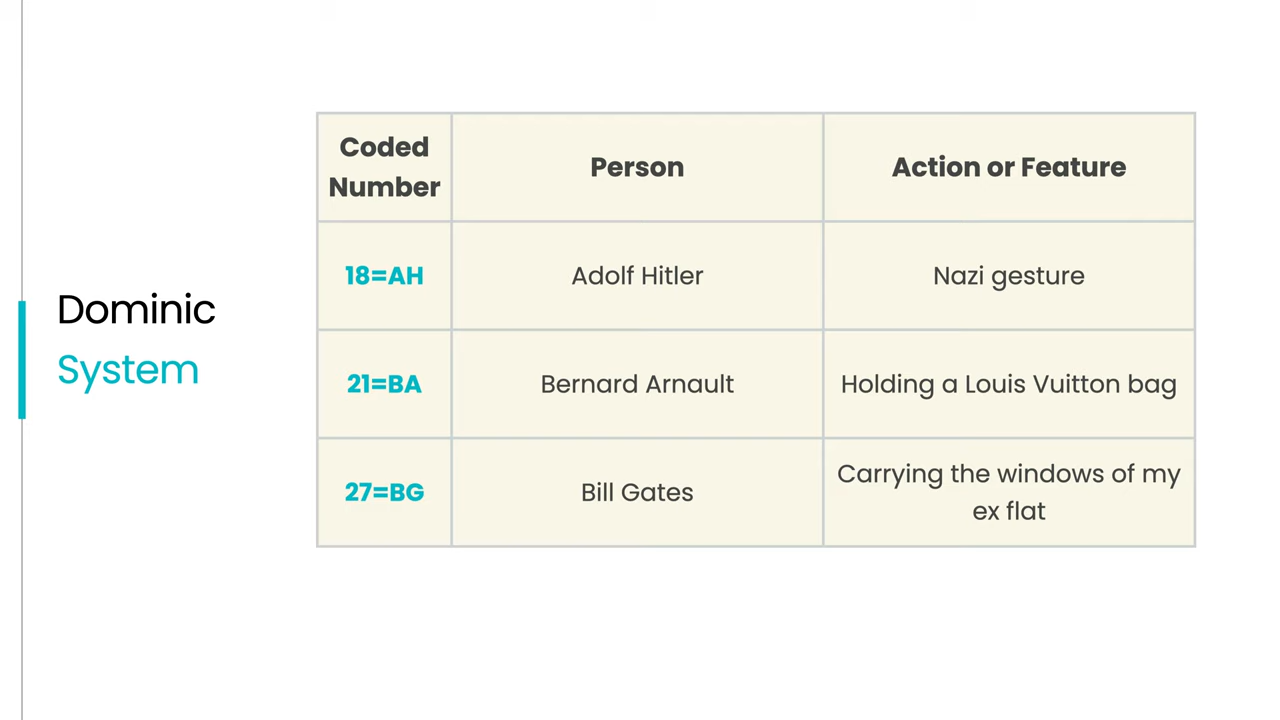 Dominic
System
Coded
Number
Person
Action or Feature
18=AH
Adolf Hitler
Nazi gesture
21=BA
Bernard Arnault
Holding a Louis Vuitton bag
27=BG
Bill Gates
Carrying the windows of my
ex flat